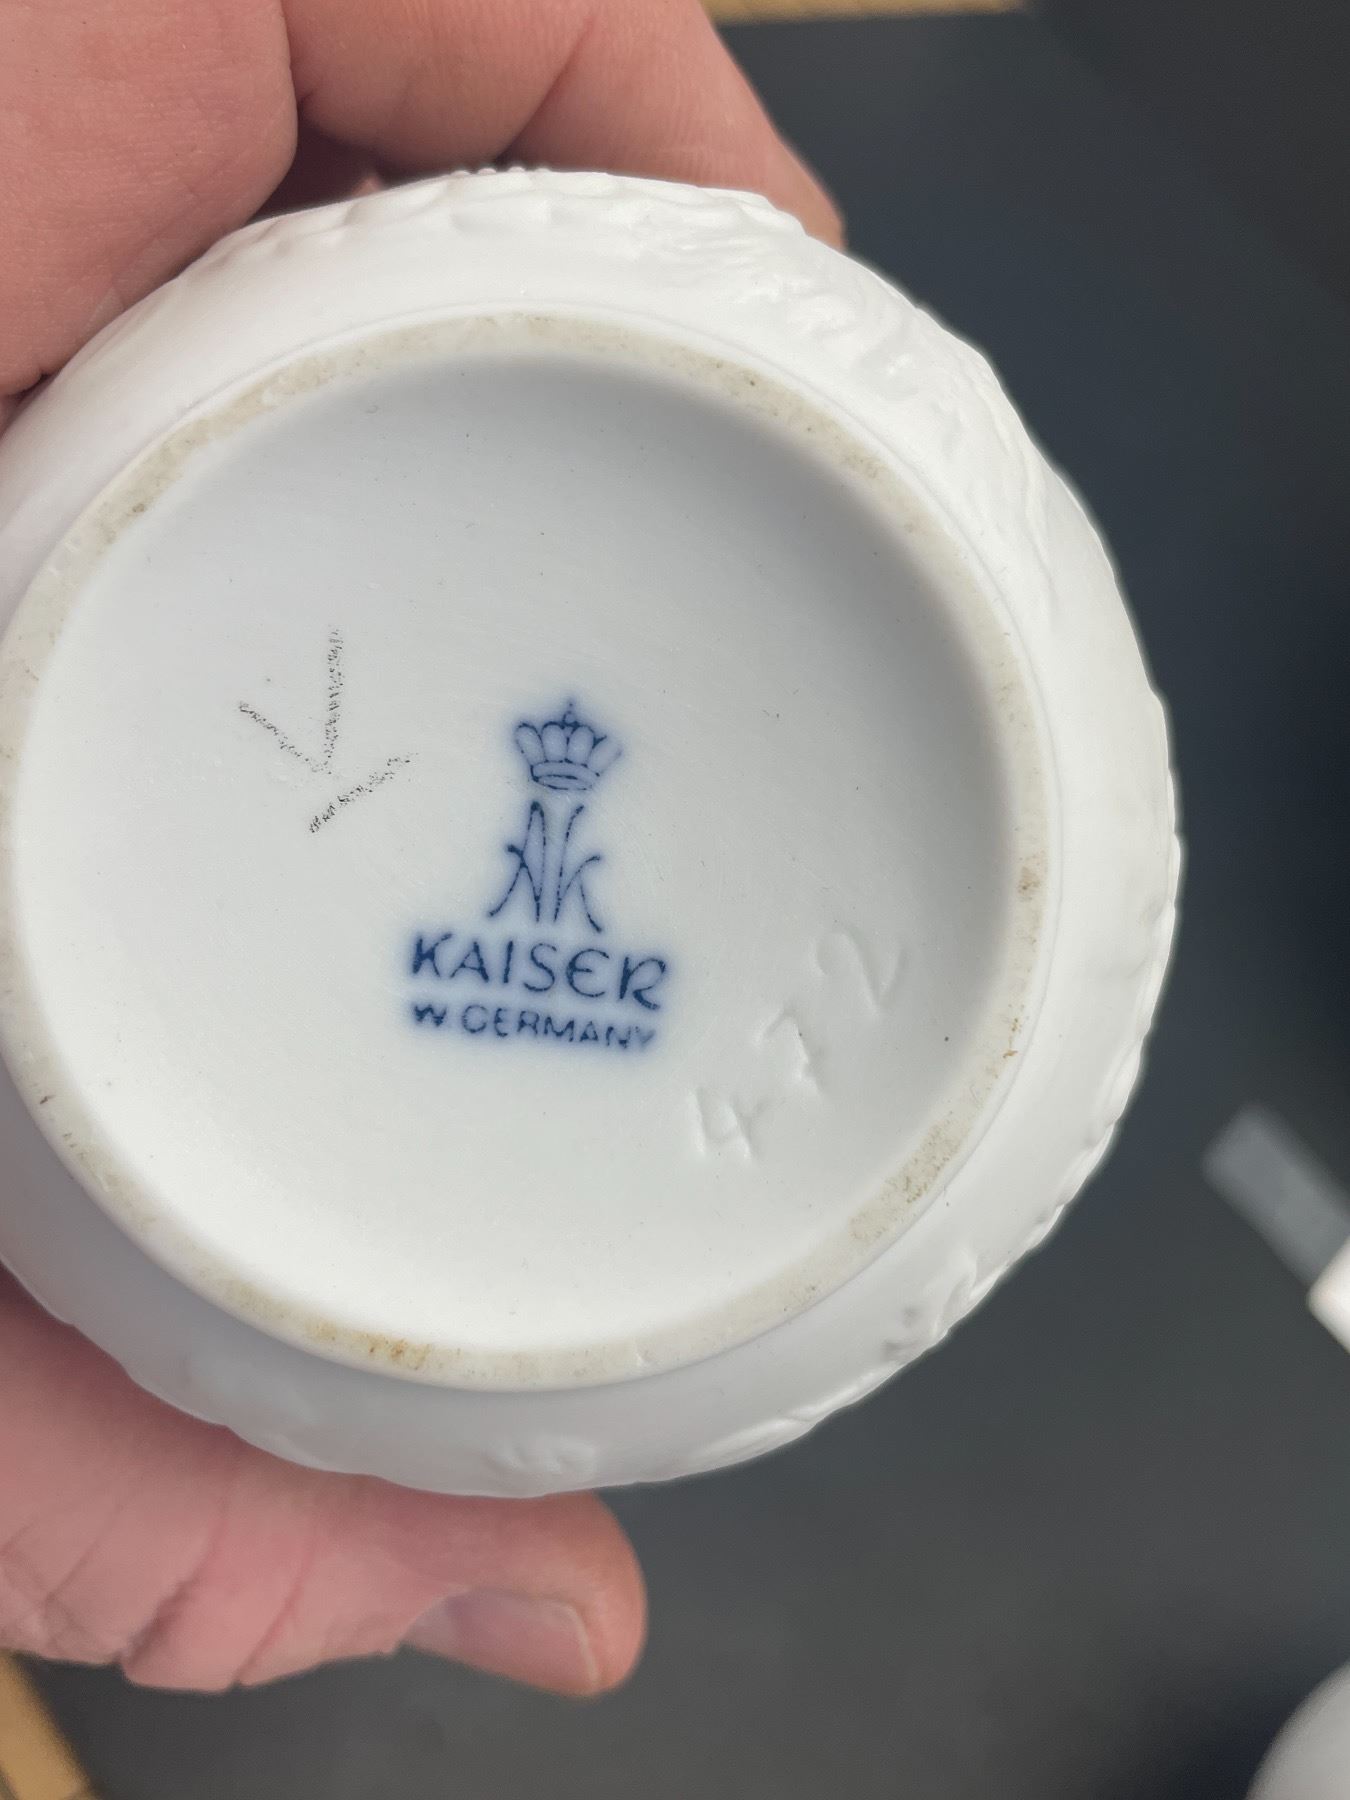 AK
KAISER
W. GERMANY
472